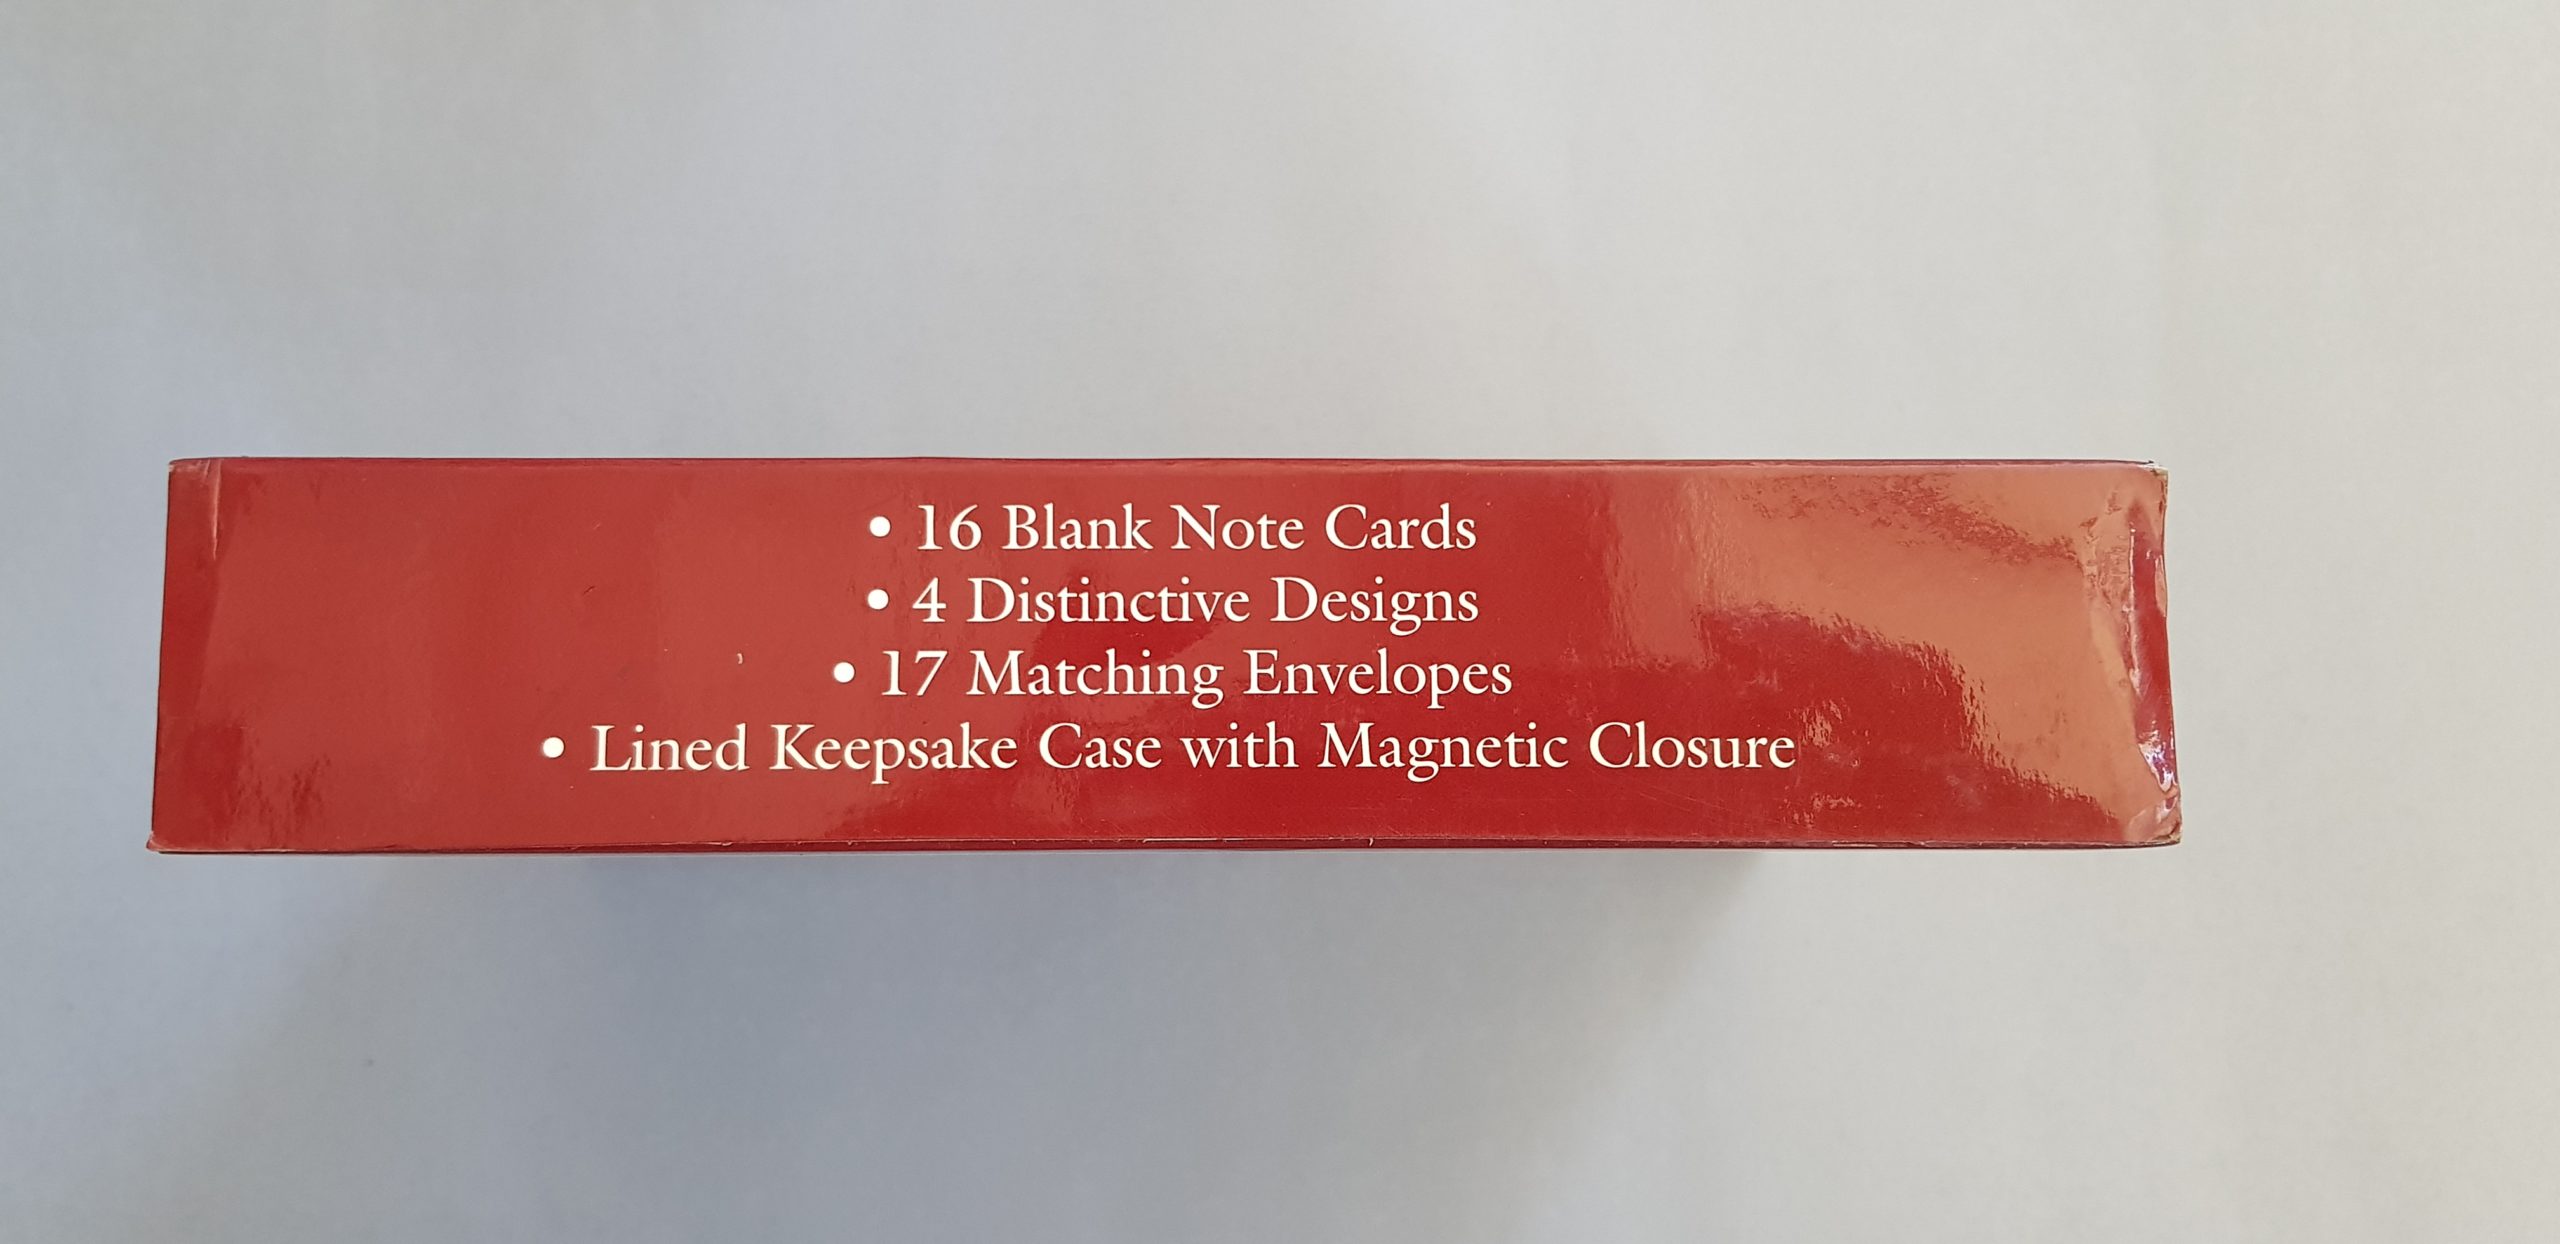 • 16 Blank Note Cards
• 4 Distinctive Designs
• 17 Matching Envelopes
• Lined Keepsake Case with Magnetic Closure